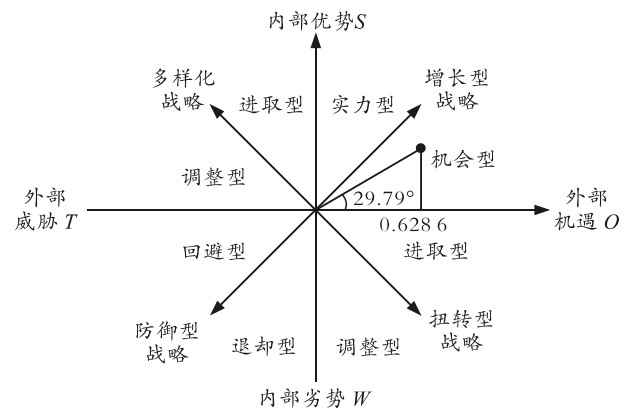 内部优势S
多样化
战略
进取型
实力型
增长型
战略
机会型
调整型
29.79°
外部
威胁 T
0.628 6
外部
机遇 O
回避型
进取型
防御型
战略
退却型
调整型
扭转型
战略
内部劣势 W